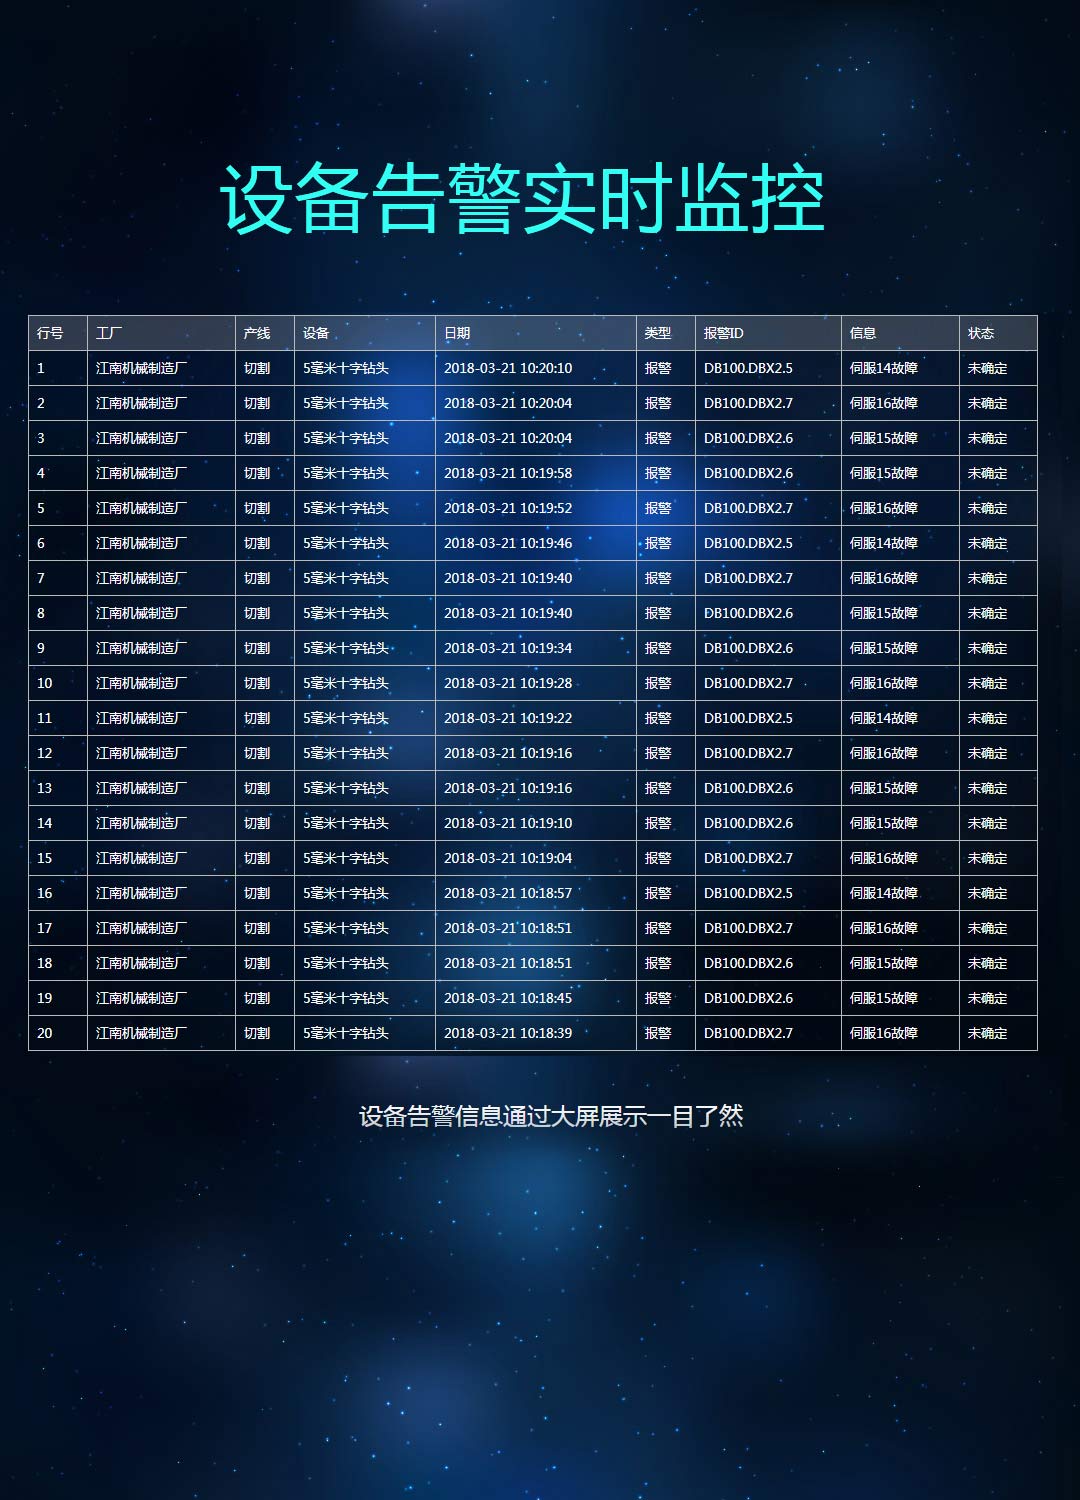 设备告警实时监控
行号 工厂 产线 设备 日期 类型 报警ID 信息 状态
1 江南机械制造厂 切割 5毫米十字钻头 2018-03-21 10:20:10 报警 DB100.DBX2.5 伺服14故障 未确定
2 江南机械制造厂 切割 5毫米十字钻头 2018-03-21 10:20:04 报警 DB100.DBX2.7 伺服16故障 未确定
3 江南机械制造厂 切割 5毫米十字钻头 2018-03-21 10:20:04 报警 DB100.DBX2.6 伺服15故障 未确定
4 江南机械制造厂 切割 5毫米十字钻头 2018-03-21 10:19:58 报警 DB100.DBX2.6 伺服15故障 未确定
5 江南机械制造厂 切割 5毫米十字钻头 2018-03-21 10:19:52 报警 DB100.DBX2.7 伺服16故障 未确定
6 江南机械制造厂 切割 5毫米十字钻头 2018-03-21 10:19:46 报警 DB100.DBX2.5 伺服14故障 未确定
7 江南机械制造厂 切割 5毫米十字钻头 2018-03-21 10:19:40 报警 DB100.DBX2.7 伺服16故障 未确定
8 江南机械制造厂 切割 5毫米十字钻头 2018-03-21 10:19:40 报警 DB100.DBX2.6 伺服15故障 未确定
9 江南机械制造厂 切割 5毫米十字钻头 2018-03-21 10:19:34 报警 DB100.DBX2.6 伺服15故障 未确定
10 江南机械制造厂 切割 5毫米十字钻头 2018-03-21 10:19:28 报警 DB100.DBX2.7 伺服16故障 未确定
11 江南机械制造厂 切割 5毫米十字钻头 2018-03-21 10:19:22 报警 DB100.DBX2.5 伺服14故障 未确定
12 江南机械制造厂 切割 5毫米十字钻头 2018-03-21 10:19:16 报警 DB100.DBX2.7 伺服16故障 未确定
13 江南机械制造厂 切割 5毫米十字钻头 2018-03-21 10:19:16 报警 DB100.DBX2.6 伺服15故障 未确定
14 江南机械制造厂 切割 5毫米十字钻头 2018-03-21 10:19:10 报警 DB100.DBX2.6 伺服15故障 未确定
15 江南机械制造厂 切割 5毫米十字钻头 2018-03-21 10:19:04 报警 DB100.DBX2.7 伺服16故障 未确定
16 江南机械制造厂 切割 5毫米十字钻头 2018-03-21 10:18:57 报警 DB100.DBX2.5 伺服14故障 未确定
17 江南机械制造厂 切割 5毫米十字钻头 2018-03-21 10:18:51 报警 DB100.DBX2.7 伺服16故障 未确定
18 江南机械制造厂 切割 5毫米十字钻头 2018-03-21 10:18:51 报警 DB100.DBX2.6 伺服15故障 未确定
19 江南机械制造厂 切割 5毫米十字钻头 2018-03-21 10:18:45 报警 DB100.DBX2.6 伺服15故障 未确定
20 江南机械制造厂 切割 5毫米十字钻头 2018-03-21 10:18:39 报警 DB100.DBX2.7 伺服16故障 未确定
设备告警信息通过大屏展示一目了然